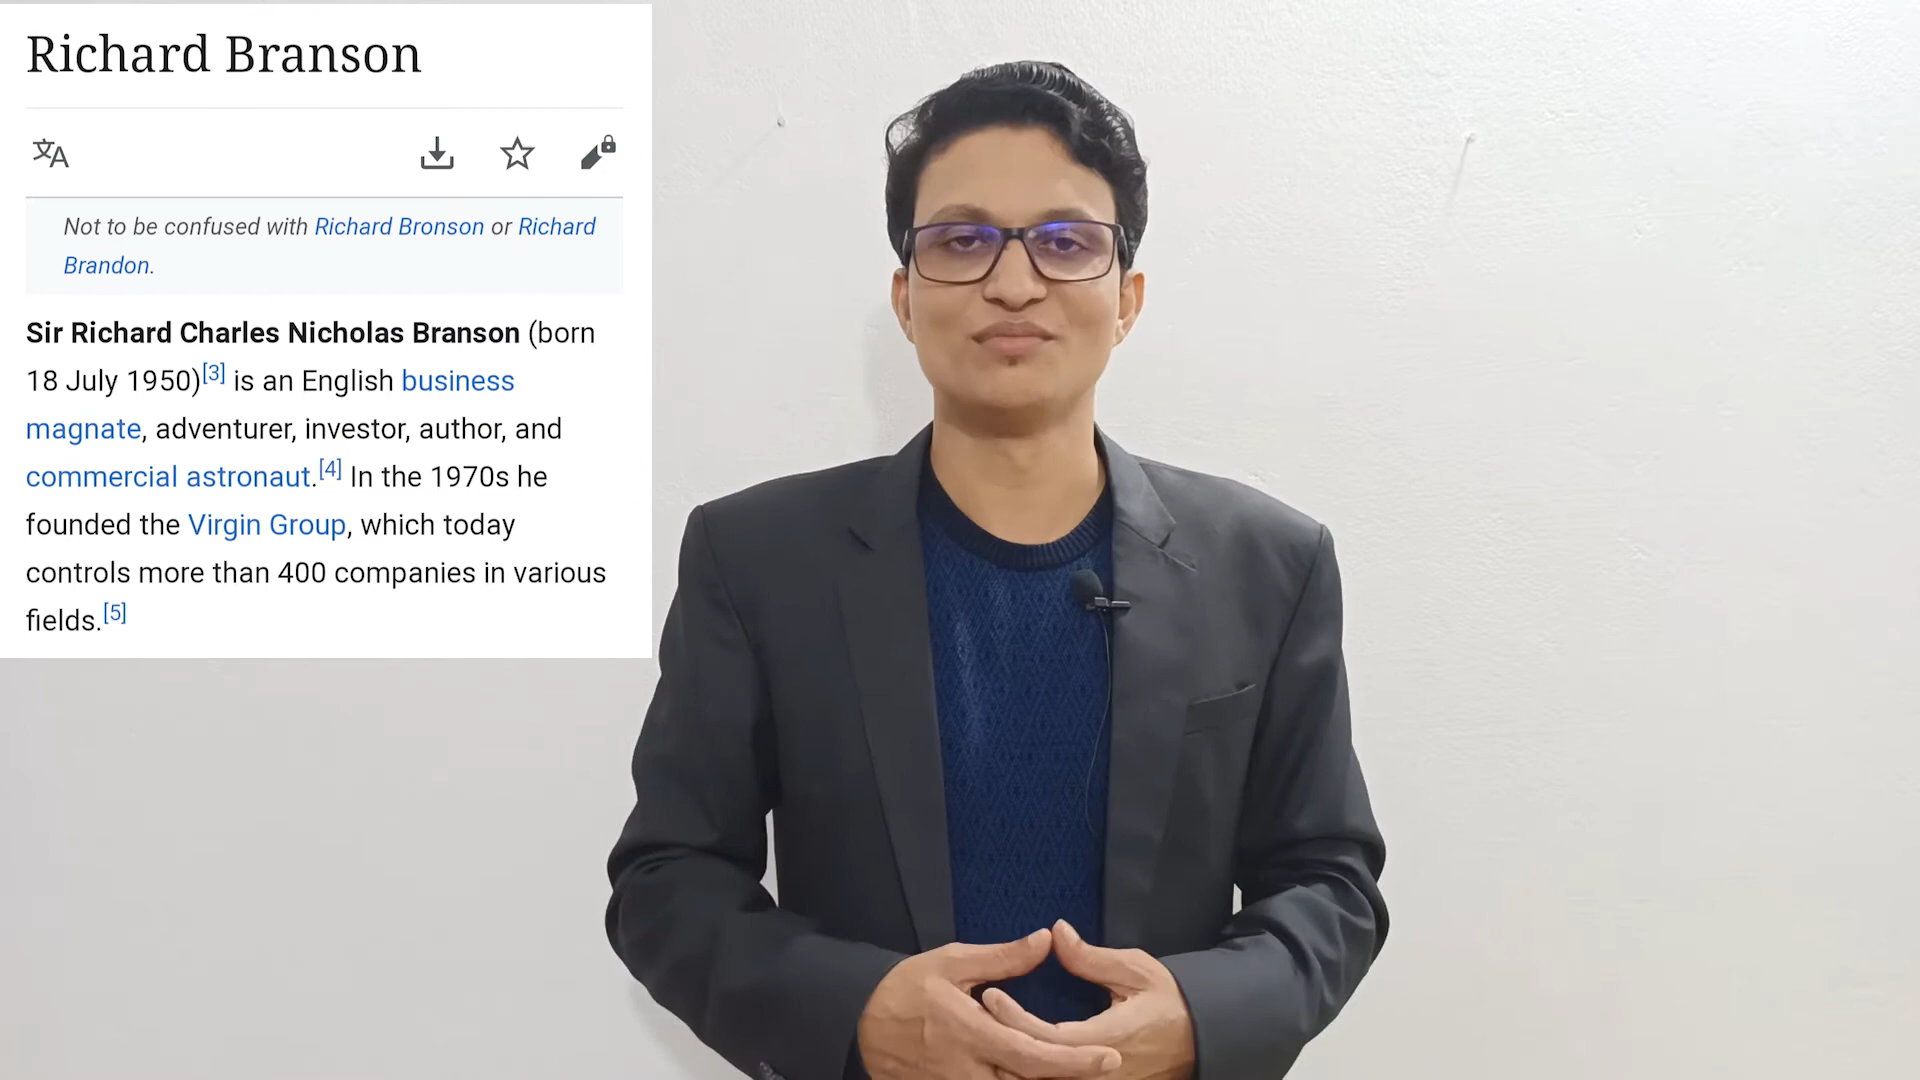 Richard Branson
Not to be confused with Richard Bronson or Richard
Brandon.
Sir Richard Charles Nicholas Branson (born
18 July 1950)[3] is an English business
magnate, adventurer, investor, author, and
commercial astronaut.[4] In the 1970s he
founded the Virgin Group, which today
controls more than 400 companies in various
fields.[5]